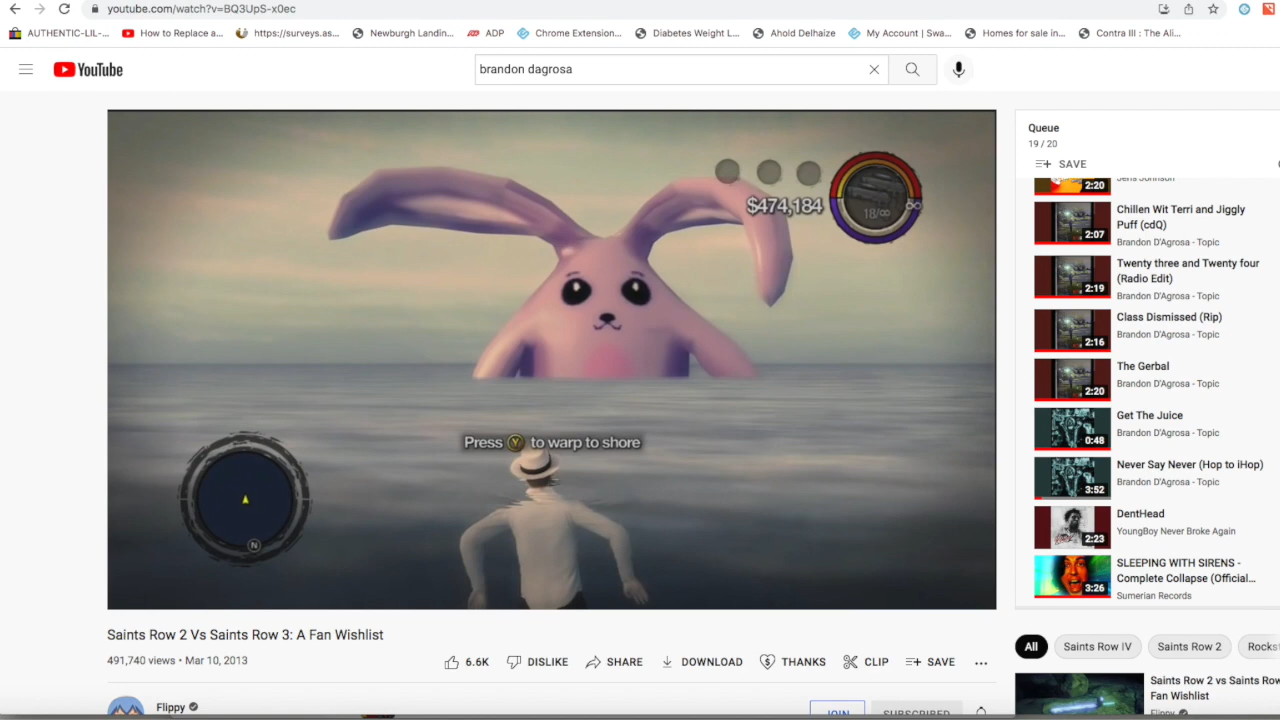 youtube.com/watch?v=BQ3UpS-x0ec
AUTHENTIC-LIL-... How to Replace a... https://surveys.as... Newburgh Landin... ADP Chrome Extension... Diabetes Weight L... Ahold Delhaize My Account | Swa... Homes for sale in... Contra III : The Ali...
YouTube
brandon dagrosa
$474,184
18/∞
∞
Press Y to warp to shore
N
Saints Row 2 Vs Saints Row 3: A Fan Wishlist
491,740 views • Mar 10, 2013
6.6K DISLIKE SHARE DOWNLOAD THANKS CLIP SAVE ...
Flippy
JOIN SUBSCRIBED
Queue
19 / 20
SAVE
2:20
Jena Johnson
Chillen Wit Terri and Jiggly
Puff (cdQ)
2:07
Brandon D'Agrosa - Topic
Twenty three and Twenty four
(Radio Edit)
2:19
Brandon D'Agrosa - Topic
Class Dismissed (Rip)
Brandon D'Agrosa - Topic
2:16
The Gerbal
Brandon D'Agrosa - Topic
2:20
Get The Juice
Brandon D'Agrosa - Topic
0:48
Never Say Never (Hop to iHop)
Brandon D'Agrosa - Topic
3:52
DentHead
YoungBoy Never Broke Again
2:23
SLEEPING WITH SIRENS -
Complete Collapse (Official...
3:26
Sumerian Records
All Saints Row IV Saints Row 2 Rocks
Saints Row 2 vs Saints Row
Fan Wishlist
Flippy